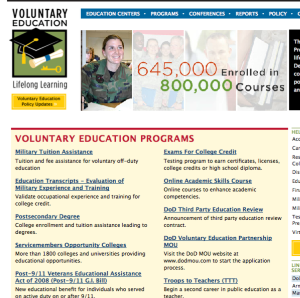 VOLUNTARY
EDUCATION
EDUCATION CENTERS • PROGRAMS • CONFERENCES • REPORTS • POLICY •
645,000 Enrolled in
800,000 Courses
Lifelong Learning
Voluntary Education
Policy Updates
VOLUNTARY EDUCATION PROGRAMS
Military Tuition Assistance
Tuition and fee assistance for voluntary off-duty
education
Education Transcripts - Evaluation of
Military Experience and Training
Validate occupational experience and training for
college credit.
Postsecondary Degree
College enrollment and tuition assistance leading to
degrees.
Servicemembers Opportunity Colleges
More than 1800 colleges and universities providing
educational opportunities.
Post-9/11 Veterans Educational Assistance
Act of 2008 (Post-9/11 G.I. Bill)
New educational benefit for individuals who served
on active duty on or after 9/11.
Exams For College Credit
Testing program to earn certificates, licenses,
college credits or high school diploma.
Online Academic Skills Course
Online courses to enhance academic
competencies.
DoD Third Party Education Review
Announcement of third party education review
contract.
DoD Voluntary Education Partnership
MOU
Visit the DoD MOU website at
www.dodmou.com to start the application
process.
Troops to Teachers (TTT)
Begin a second career in public education as a
teacher.